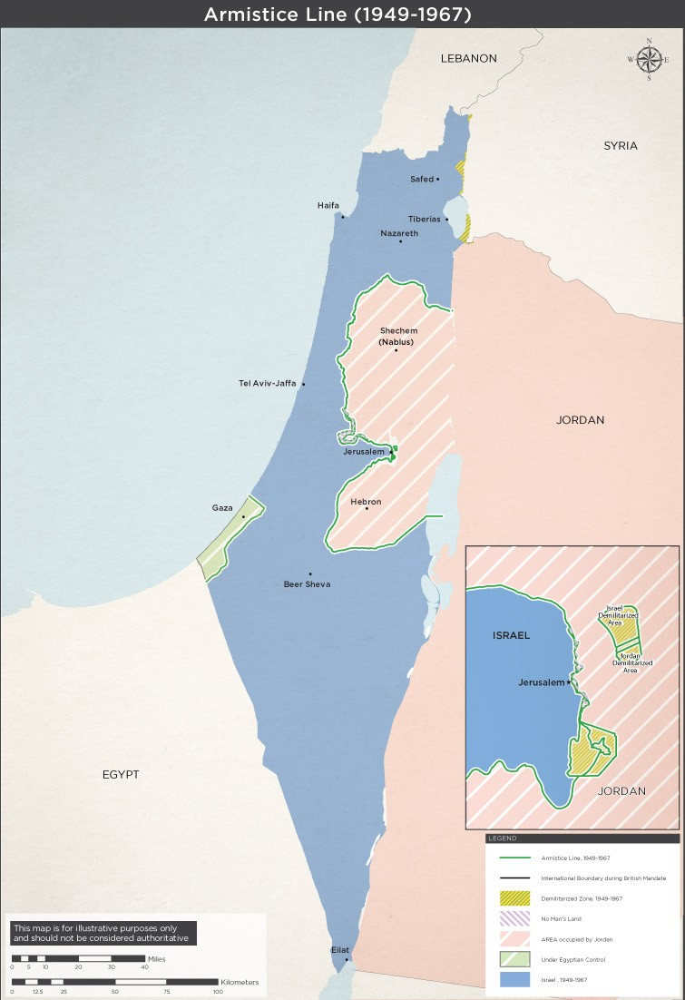 Armistice Line (1949-1967)
LEBANON
N
W
E
S
SYRIA
Safed
Haifa
Tiberias
Nazareth
Shechem
(Nablus)
Tel Aviv-Jaffa
JORDAN
Jerusalem
Hebron
Gaza
Beer Sheva
EGYPT
Eilat
Israel
Demilitarized
Area
ISRAEL
Jordan
Demilitarized
Area
Jerusalem
JORDAN
LEGEND
Armistice Line, 1949-1967
International Boundary during British Mandate
Demilitarized Zone, 1949-1967
No Man's Land
AREA occupied by Jordan
Under Egyptian Control
Israel , 1949-1967
This map is for illustrative purposes only
and should not be considered authoritative
Miles
0 5 10 20 30 40
Kilometers
0 12.5 25 50 75 100